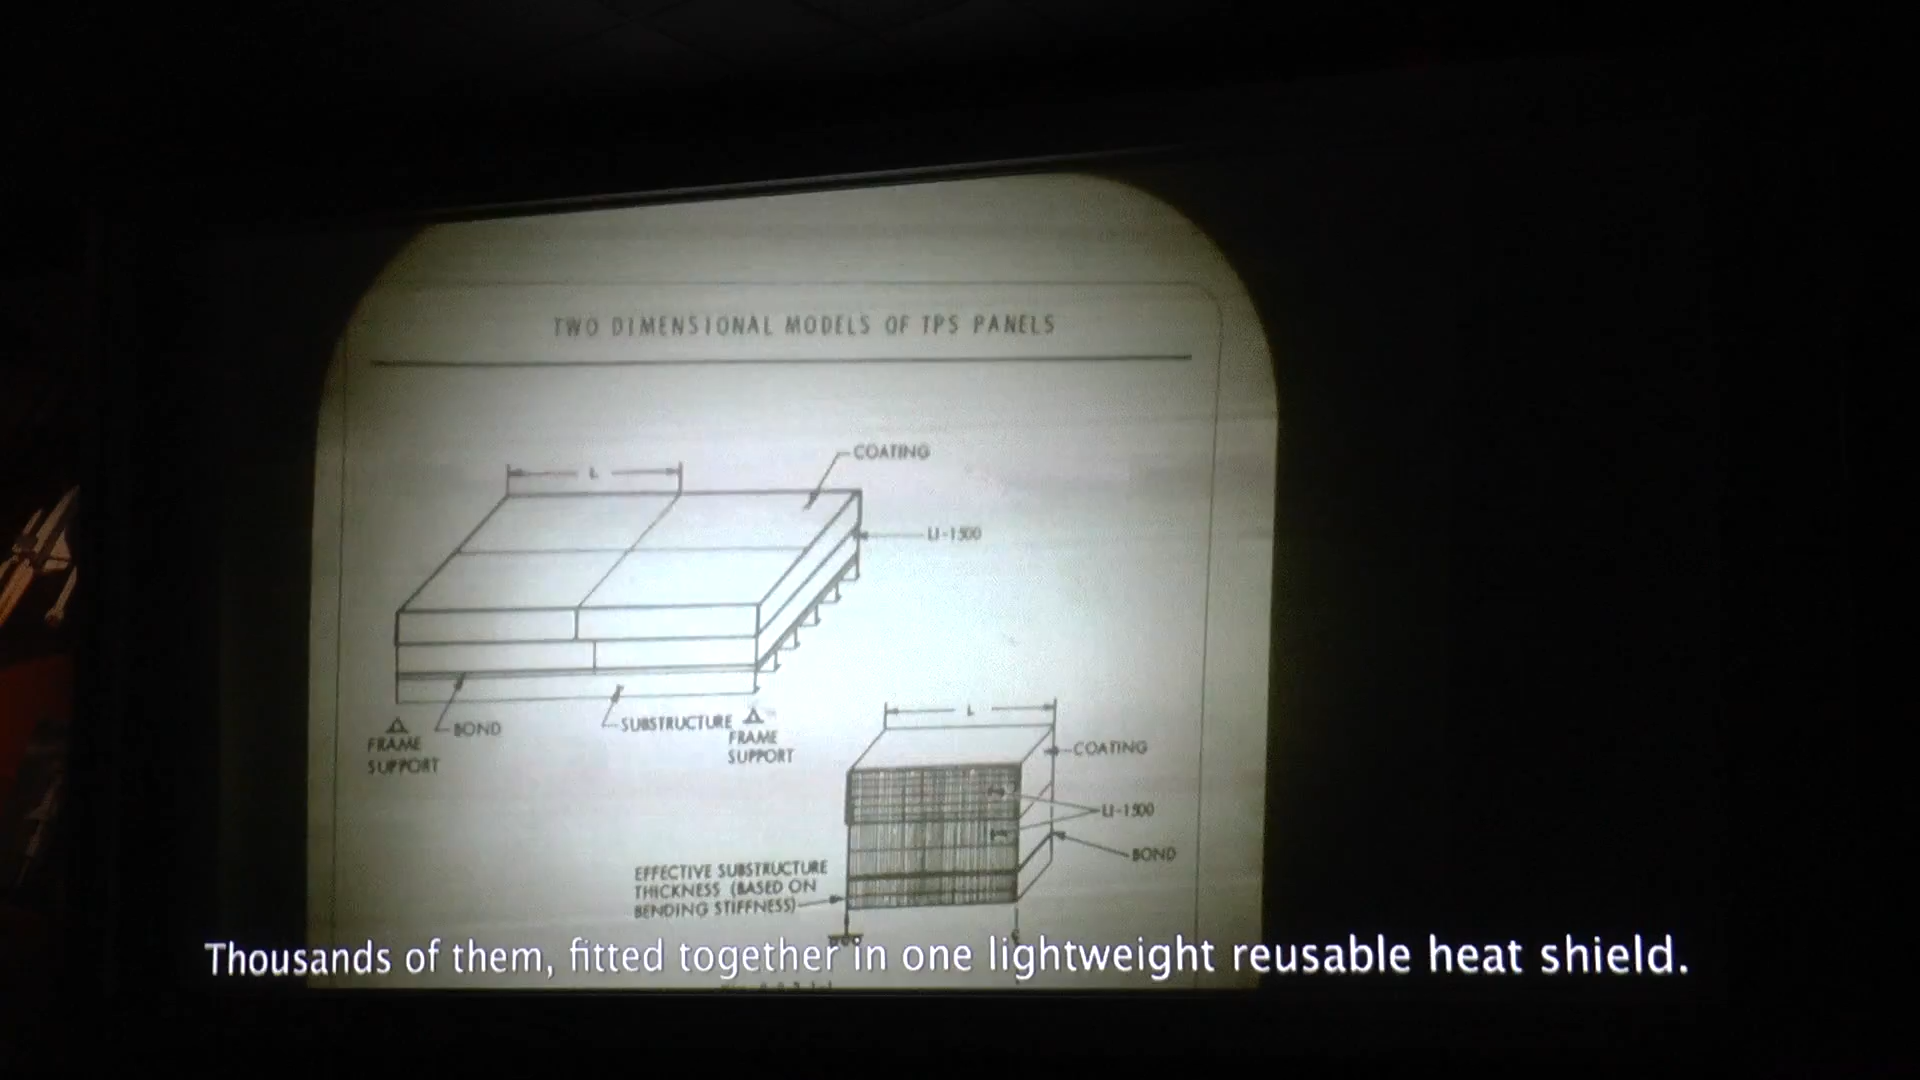 TWO DIMENSIONAL MODELS OF TPS PANELS
L
COATING
LI-1500
BOND
SUBSTRUCTURE
FRAME
SUPPORT
FRAME
SUPPORT
L
COATING
LI-1500
BOND
EFFECTIVE SUBSTRUCTURE
THICKNESS (BASED ON
BENDING STIFFNESS)
Thousands of them, fitted together in one lightweight reusable heat shield.